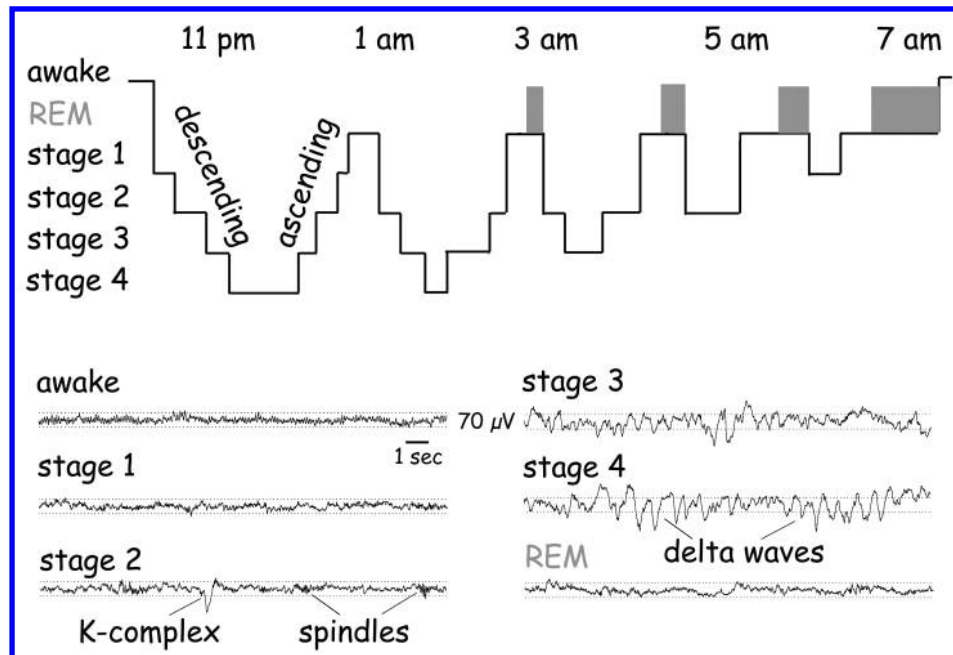 11 pm 1 am 3 am 5 am 7 am
awake
REM
stage 1
stage 2
stage 3
stage 4
descending
ascending
awake
70 µV
1 sec
stage 1
stage 2
K-complex
spindles
stage 3
stage 4
delta waves
REM